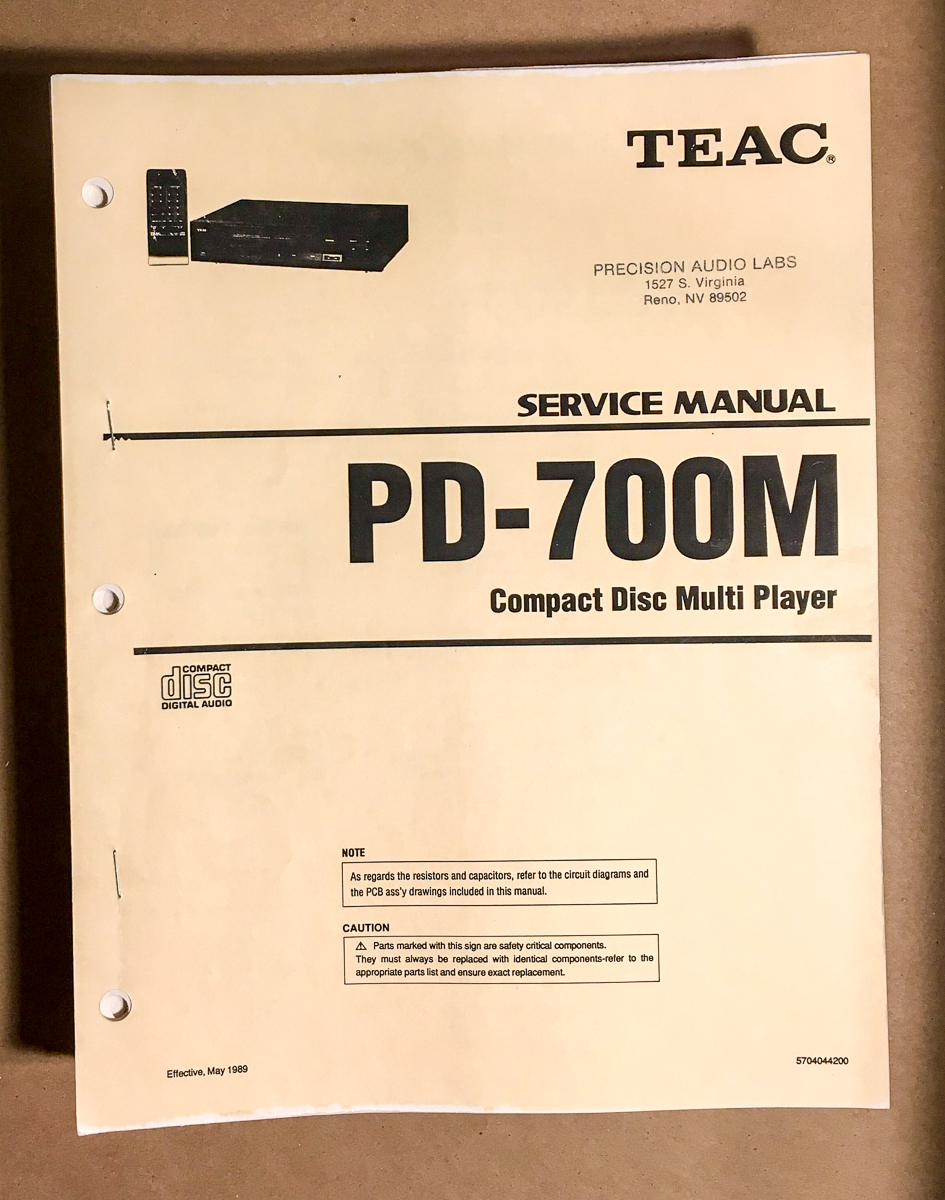 TEAC®
PRECISION AUDIO LABS
1527 S. Virginia
Reno, NV 89502
SERVICE MANUAL
PD-700M
Compact Disc Multi Player
COMPACT
disc
DIGITAL AUDIO
NOTE
As regards the resistors and capacitors, refer to the circuit diagrams and
the PCB ass'y drawings included in this manual.
CAUTION
⚠ Parts marked with this sign are safety critical components.
They must always be replaced with identical components-refer to the
appropriate parts list and ensure exact replacement.
Effective, May 1989
5704044200